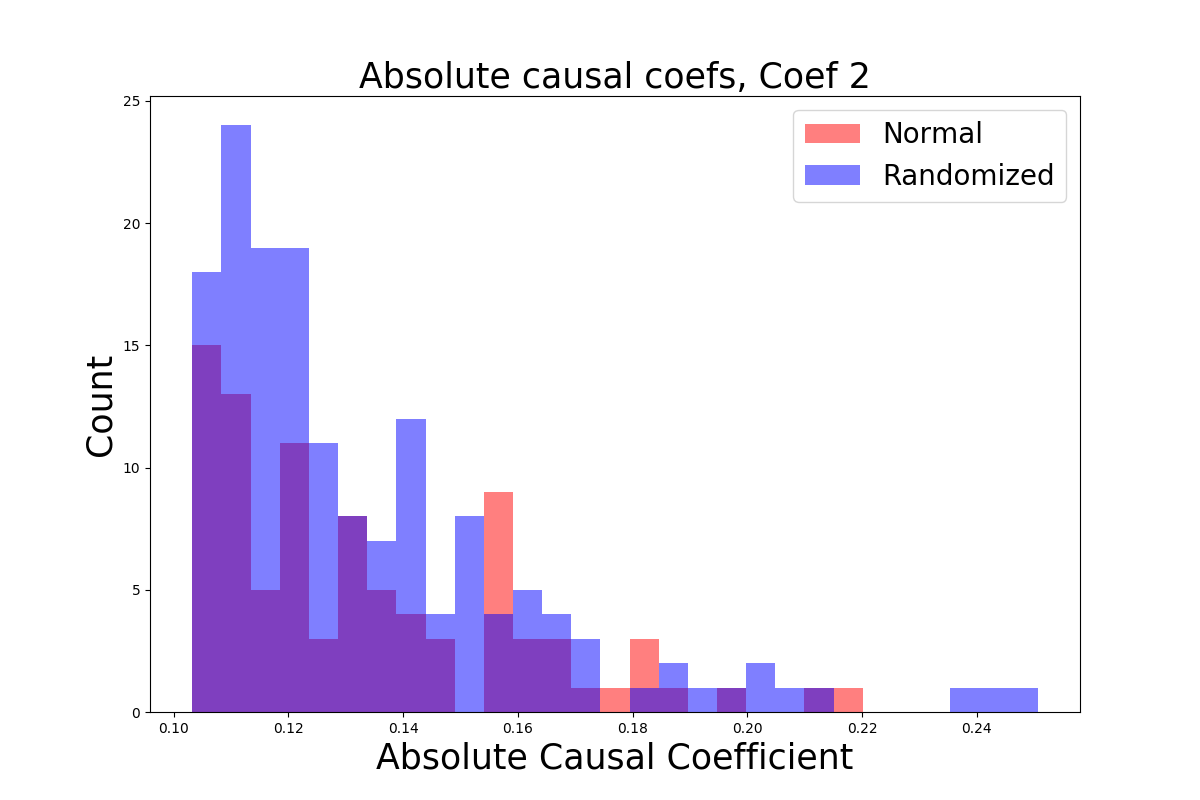 Absolute causal coefs, Coef 2
Normal
Randomized
Count
25
20
15
10
5
0
0.10 0.12 0.14 0.16 0.18 0.20 0.22 0.24
Absolute Causal Coefficient